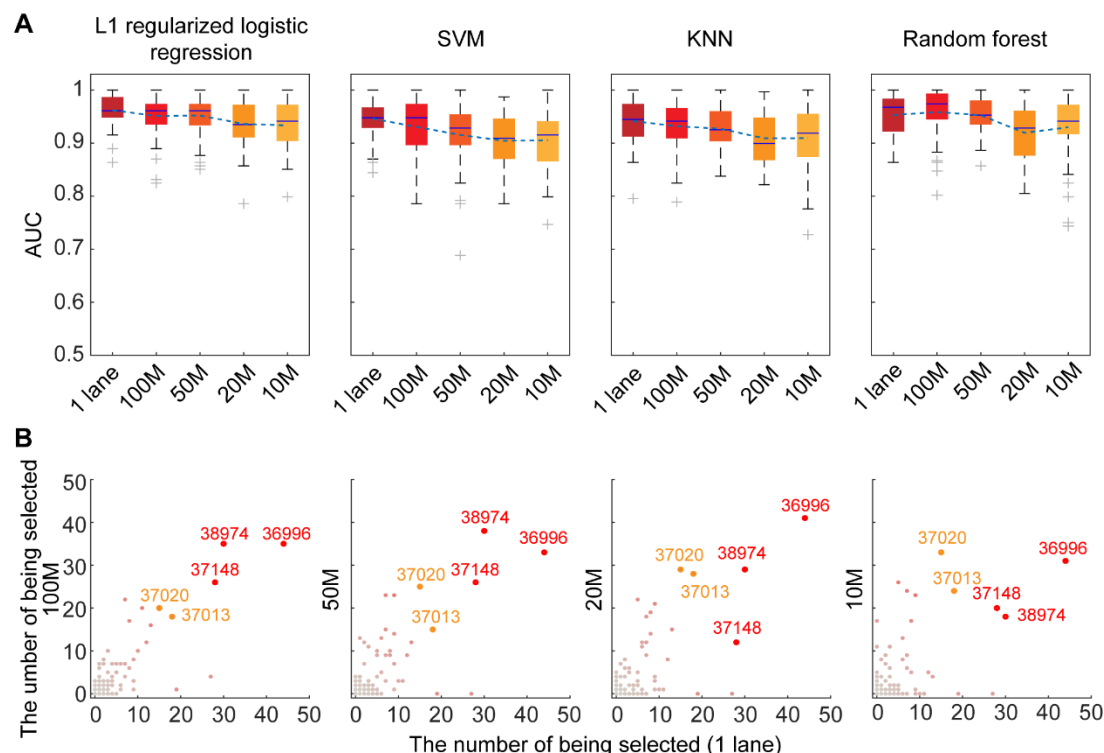 A
L1 regularized logistic
regression
SVM
KNN
Random forest
AUC
1
0.9
0.8
0.7
0.6
0.5
1 lane
100M
50M
20M
10M
1 lane
100M
50M
20M
10M
1 lane
100M
50M
20M
10M
1 lane
100M
50M
20M
10M
B
The umber of being selected
100M
50
40
30
20
10
0
38974
36996
37148
37020
37013
0 10 20 30 40 50
50M
38974
36996
37020
37148
37013
0 10 20 30 40 50
20M
36996
37020
38974
37013
37148
0 10 20 30 40 50
10M
37020
36996
37013
37148
38974
0 10 20 30 40 50
The number of being selected (1 lane)